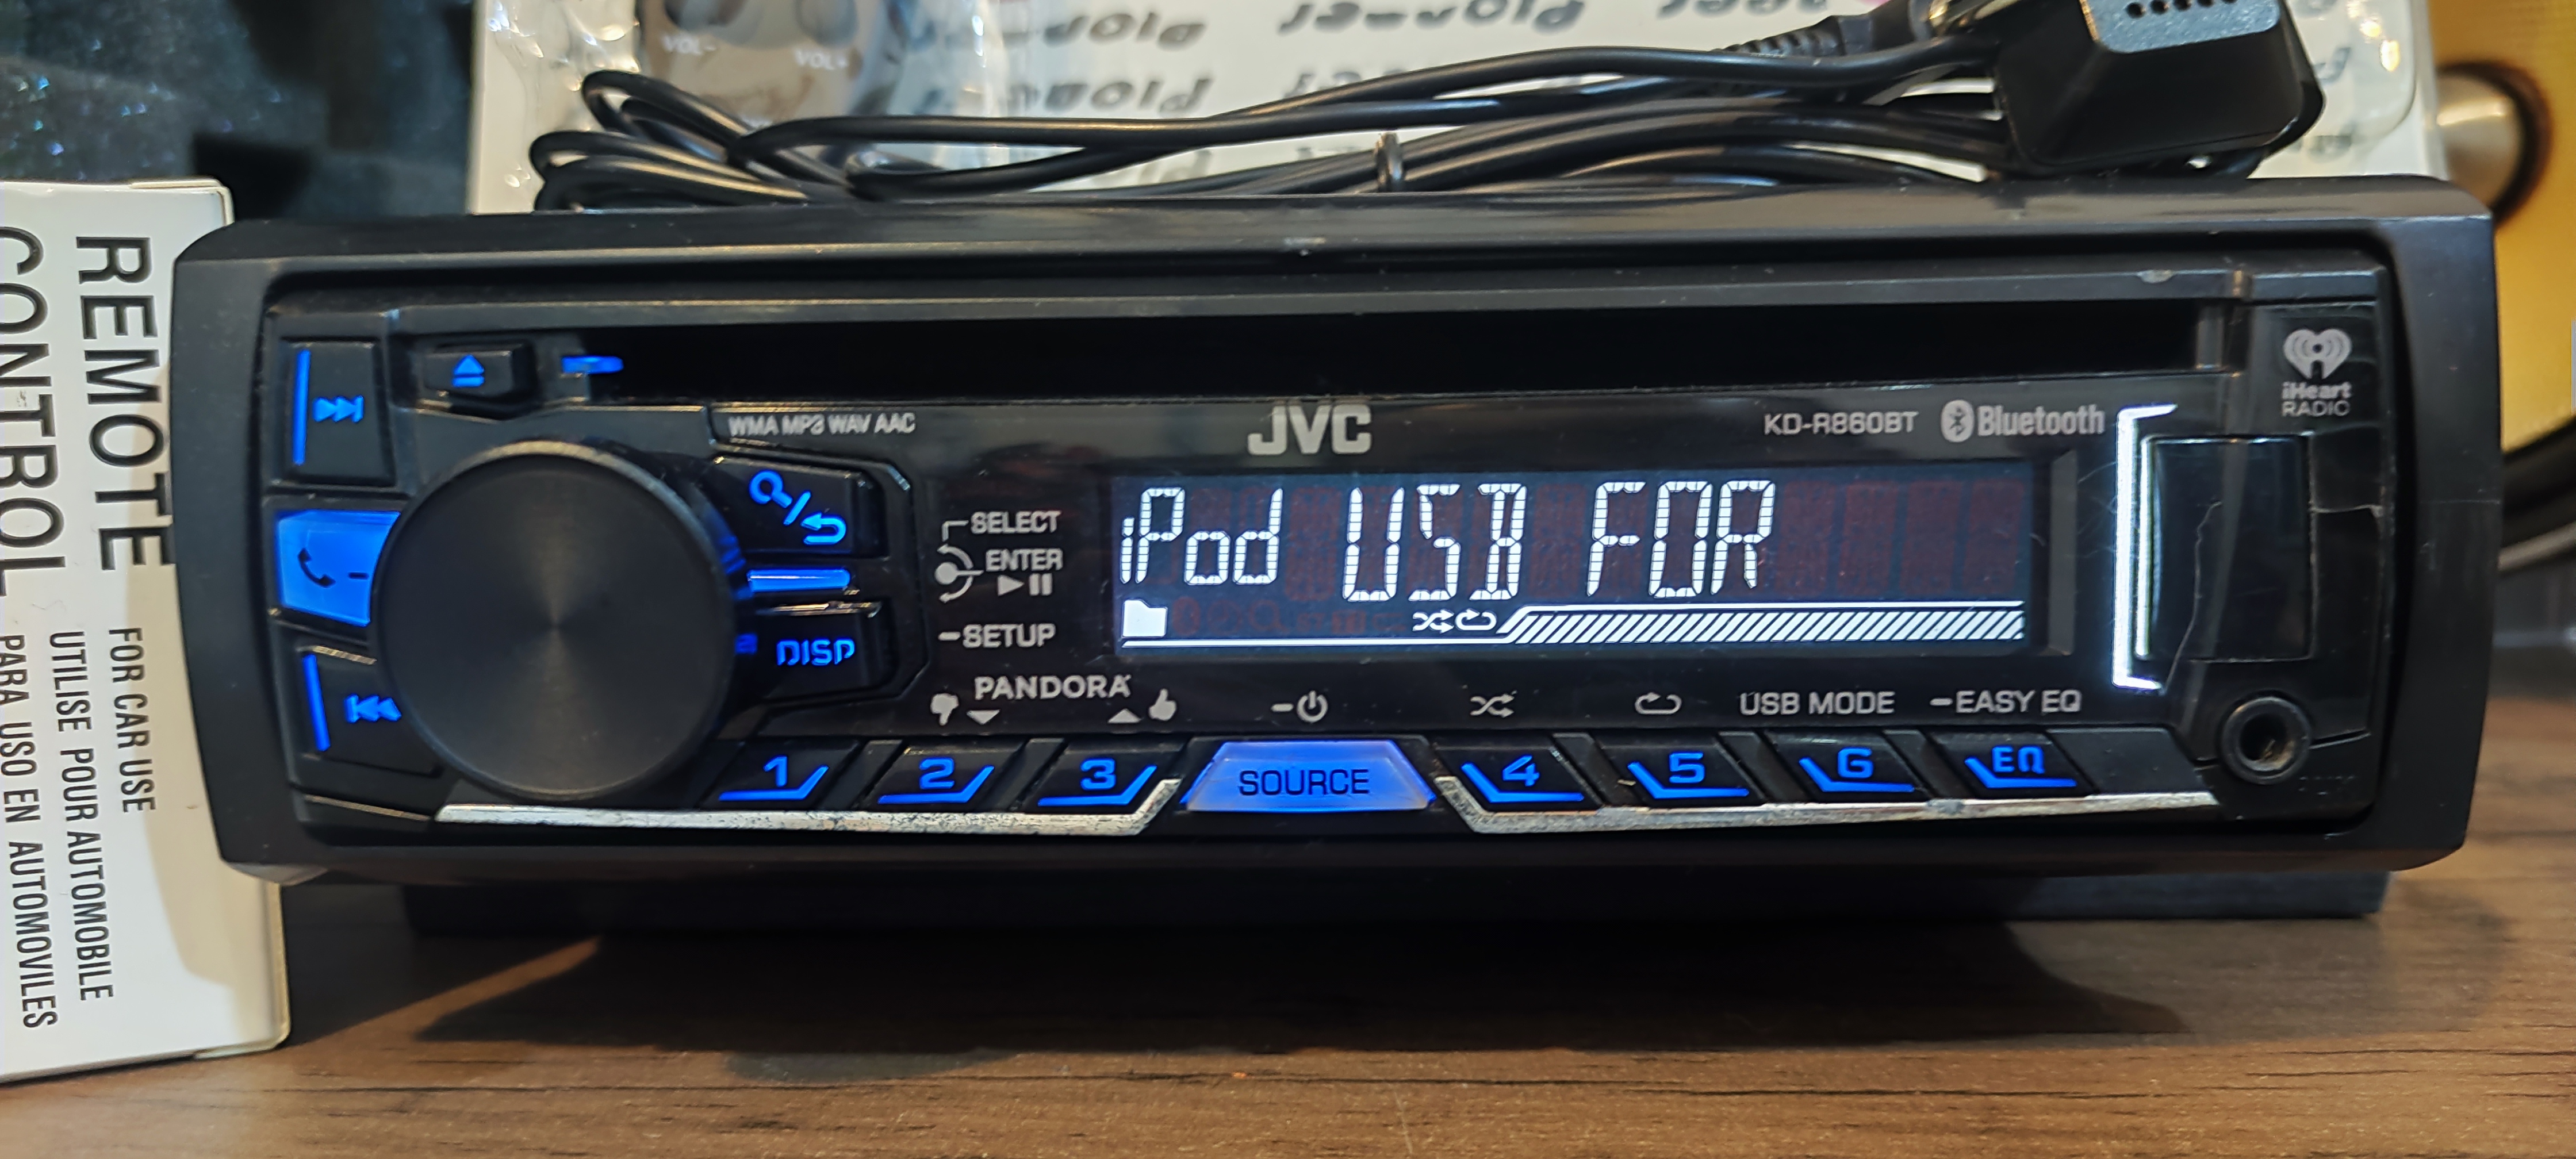 VOL-
VOL+
REMOTE
CONTROL
FOR CAR USE
UTILISE POUR AUTOMOBILE
PARA USO EN AUTOMOVILES
WMA MP3 WAV AAC
JVC
KD-R860BT
Bluetooth
iHeart
RADIO
SELECT
ENTER
-SETUP
iPod USB FOR
DISP
PANDORA
USB MODE
-EASY EQ
1
2
3
SOURCE
4
5
6
EQ